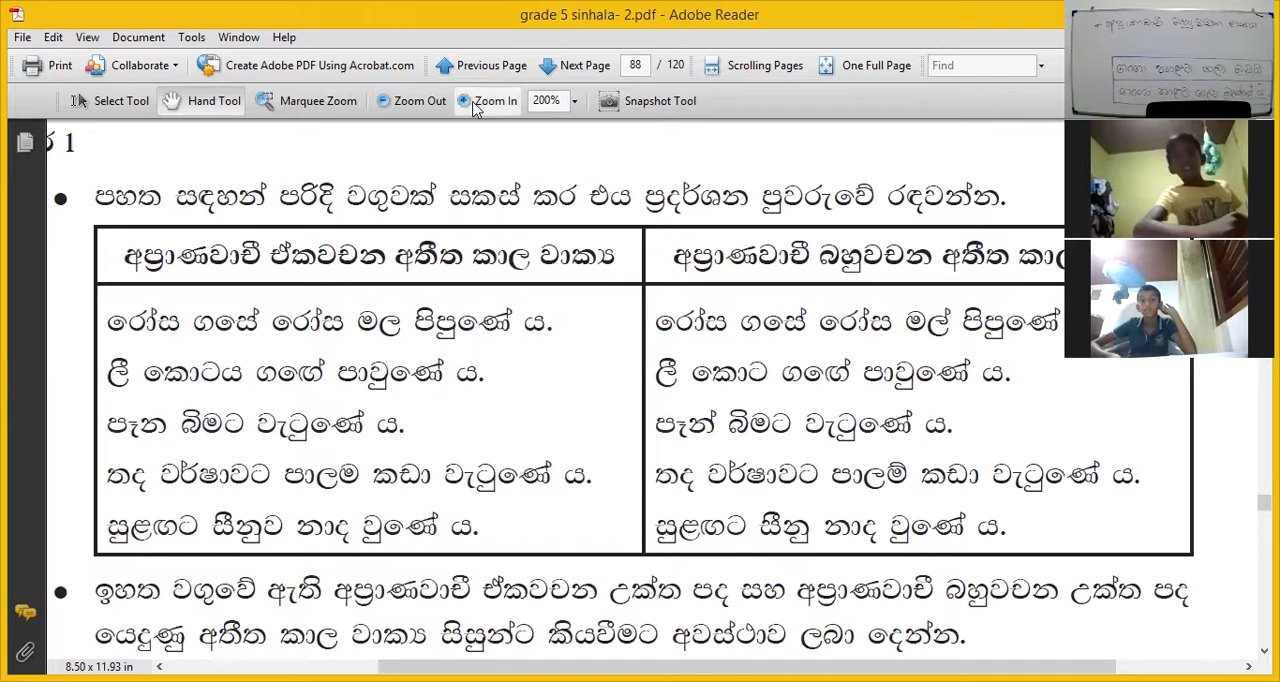 grade 5 sinhala- 2.pdf - Adobe Reader
File Edit View Document Tools Window Help
Print Collaborate Create Adobe PDF Using Acrobat.com Previous Page Next Page 88 / 120 Scrolling Pages One Full Page Find
Select Tool Hand Tool Marquee Zoom Zoom Out Zoom In 200% Snapshot Tool
1
පහත සඳහන් පරිදි වගුවක් සකස් කර එය ප්‍රදර්ශන පුවරුවේ රඳවන්න.
අප්‍රාණවාචී ඒකවචන අතීත කාල වාක්‍ය
අප්‍රාණවාචී බහුවචන අතීත කාල
රෝස ගසේ රෝස මල පිපුණේ ය.
රෝස ගසේ රෝස මල් පිපුණේ
ලී කොටය ගඟේ පාවුණේ ය.
ලී කොට ගඟේ පාවුණේ ය.
පෑන බිමට වැටුණේ ය.
පෑන් බිමට වැටුණේ ය.
තද වර්ෂාවට පාලම කඩා වැටුණේ ය.
තද වර්ෂාවට පාලම් කඩා වැටුණේ ය.
සුළඟට සීනුව නාද වුණේ ය.
සුළඟට සීනු නාද වුණේ ය.
ඉහත වගුවේ ඇති අප්‍රාණවාචී ඒකවචන උක්ත පද සහ අප්‍රාණවාචී බහුවචන උක්ත පද
යෙදුණු අතීත කාල වාක්‍ය සිසුන්ට කියවීමට අවස්ථාව ලබා දෙන්න.
8.50 x 11.93 in